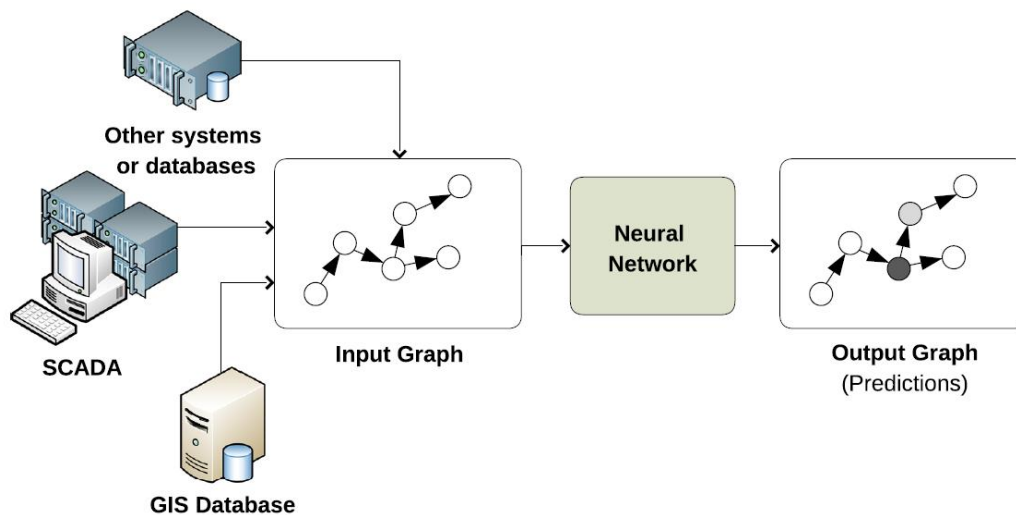 Other systems
or databases
SCADA
GIS Database
Input Graph
Neural
Network
Output Graph
(Predictions)